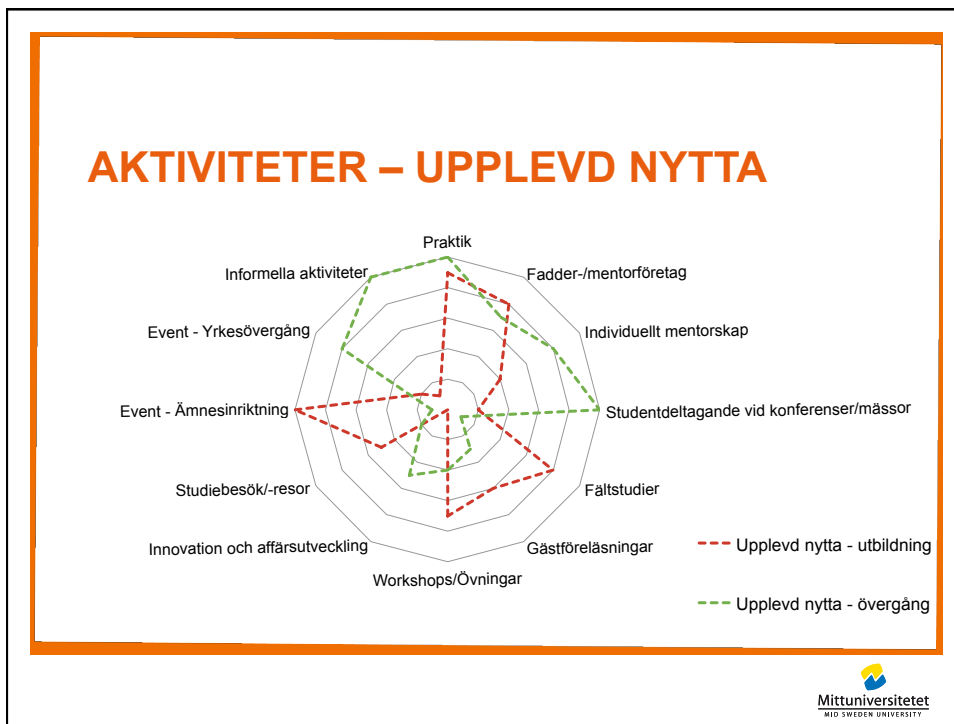 AKTIVITETER – UPPLEVD NYTTA
Praktik
Informella aktiviteter
Fadder-/mentorföretag
Event - Yrkesövergång
Individuellt mentorskap
Event - Ämnesinriktning
Studentdeltagande vid konferenser/mässor
Studiebesök/-resor
Fältstudier
Innovation och affärsutveckling
Gästföreläsningar
Workshops/Övningar
Upplevd nytta - utbildning
Upplevd nytta - övergång
Mittuniversitetet
MID SWEDEN UNIVERSITY